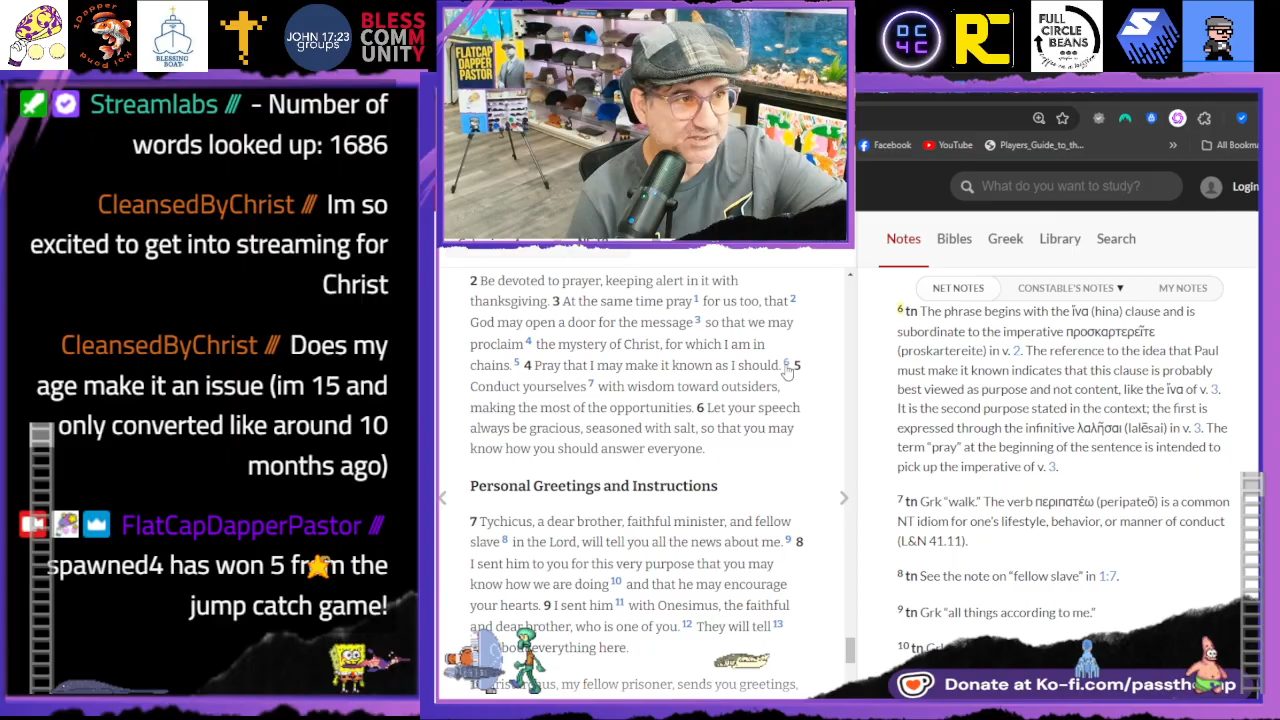 BLESSING BOAT
JOHN 17:23
groups
BLESS
COMM
UNITY
1Dapper
Koi Pond
OC
4C
RC
FULL
CIRCLE
BEANS
Streamlabs - Number of
words looked up: 1686
CleansedByChrist Im so
excited to get into streaming for
Christ
CleansedByChrist Does my
age make it an issue (im 15 and
only converted like around 10
months ago)
FlatCapDapperPastor
spawned4 has won 5 from the
jump catch game!
FLATCAP
DAPPER
PASTOR
2 Be devoted to prayer, keeping alert in it with
thanksgiving. 3 At the same time pray 1 for us too, that 2
God may open a door for the message 3 so that we may
proclaim 4 the mystery of Christ, for which I am in
chains. 5 4 Pray that I may make it known as I should. 6 5
Conduct yourselves 7 with wisdom toward outsiders,
making the most of the opportunities. 6 Let your speech
always be gracious, seasoned with salt, so that you may
know how you should answer everyone.
Personal Greetings and Instructions
7 Tychicus, a dear brother, faithful minister, and fellow
slave 8 in the Lord, will tell you all the news about me. 9 8
I sent him to you for this very purpose that you may
know how we are doing 10 and that he may encourage
your hearts. 9 I sent him 11 with Onesimus, the faithful
and dear brother, who is one of you. 12 They will tell 13
about everything here.
my fellow prisoner, sends you greetings,
Facebook YouTube Players_Guide_to_th... » All Bookma
What do you want to study? Login
Notes Bibles Greek Library Search
NET NOTES CONSTABLE'S NOTES ▼ MY NOTES
6 tn The phrase begins with the ἵνα (hina) clause and is
subordinate to the imperative προσκαρτερεῖτε
(proskartereite) in v. 2. The reference to the idea that Paul
must make it known indicates that this clause is probably
best viewed as purpose and not content, like the ἵνα of v. 3.
It is the second purpose stated in the context; the first is
expressed through the infinitive λαλῆσαι (lalēsai) in v. 3. The
term “pray” at the beginning of the sentence is intended to
pick up the imperative of v. 3.
7 tn Grk “walk.” The verb περιπατέω (peripateō) is a common
NT idiom for one’s lifestyle, behavior, or manner of conduct
(L&N 41.11).
8 tn See the note on “fellow slave” in 1:7.
9 tn Grk “all things according to me.”
10 tn
Donate at Ko-fi.com/passthe